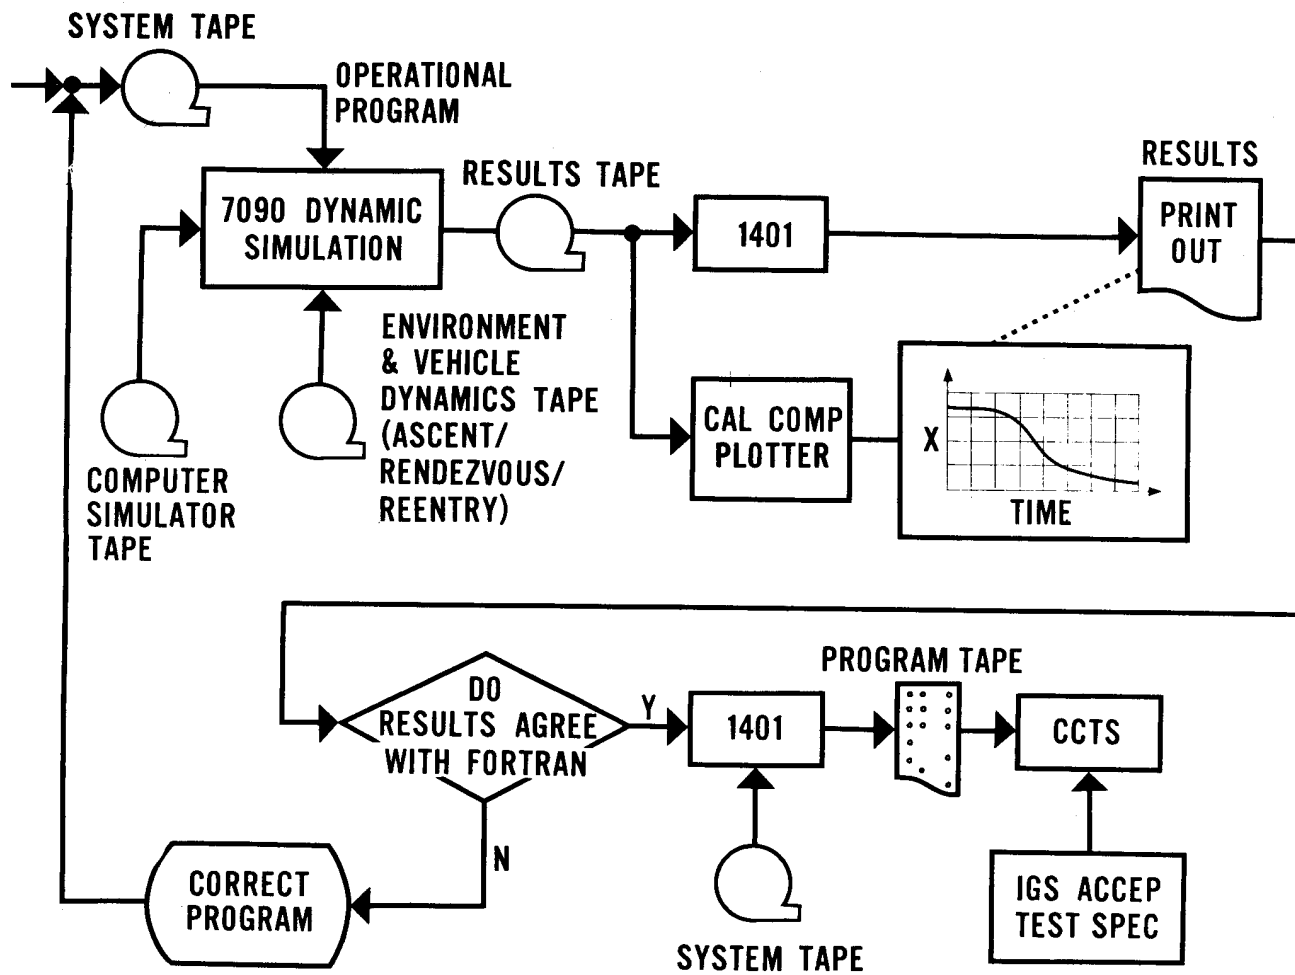 SYSTEM TAPE
OPERATIONAL
PROGRAM
7090 DYNAMIC
SIMULATION
RESULTS TAPE
1401
RESULTS
PRINT
OUT
COMPUTER
SIMULATOR
TAPE
ENVIRONMENT
& VEHICLE
DYNAMICS TAPE
(ASCENT/
RENDEZVOUS/
REENTRY)
CAL COMP
PLOTTER
X
TIME
DO
RESULTS AGREE
WITH FORTRAN
Y
N
1401
PROGRAM TAPE
CCTS
CORRECT
PROGRAM
SYSTEM TAPE
IGS ACCEP
TEST SPEC